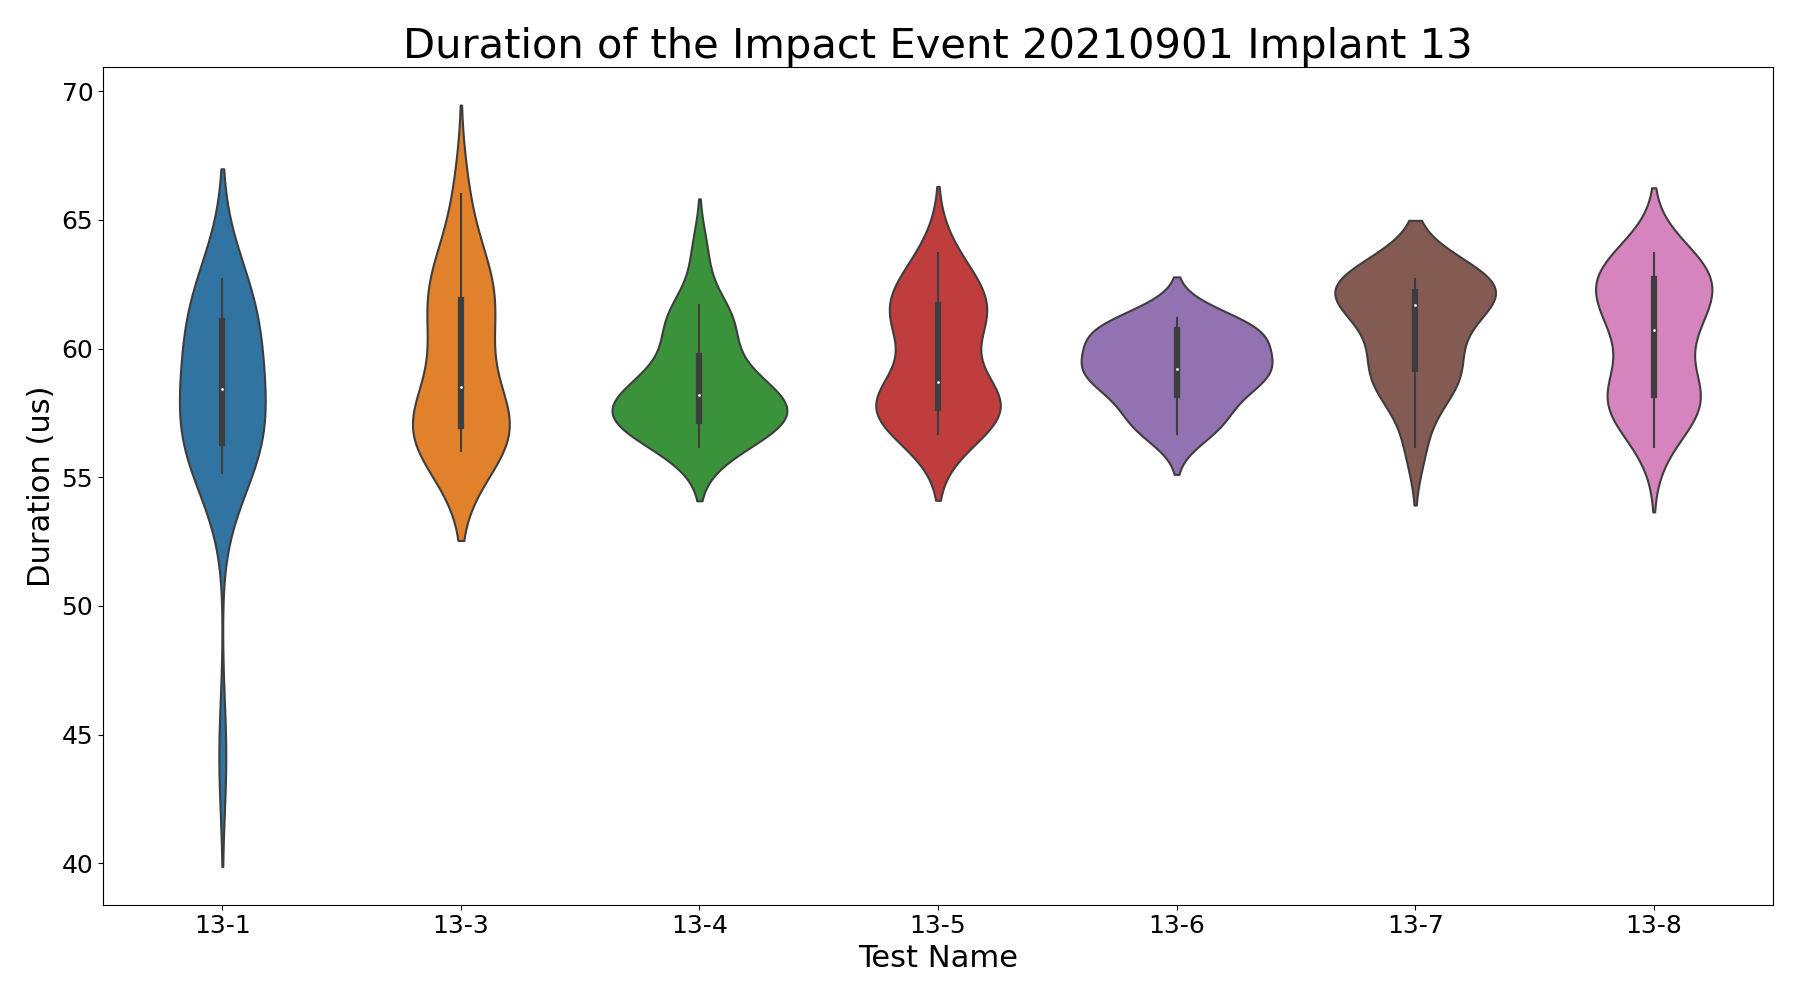 Duration of the Impact Event 20210901 Implant 13
70
65
60
55
50
45
40
Duration (us)
13-1 13-3 13-4 13-5 13-6 13-7 13-8
Test Name